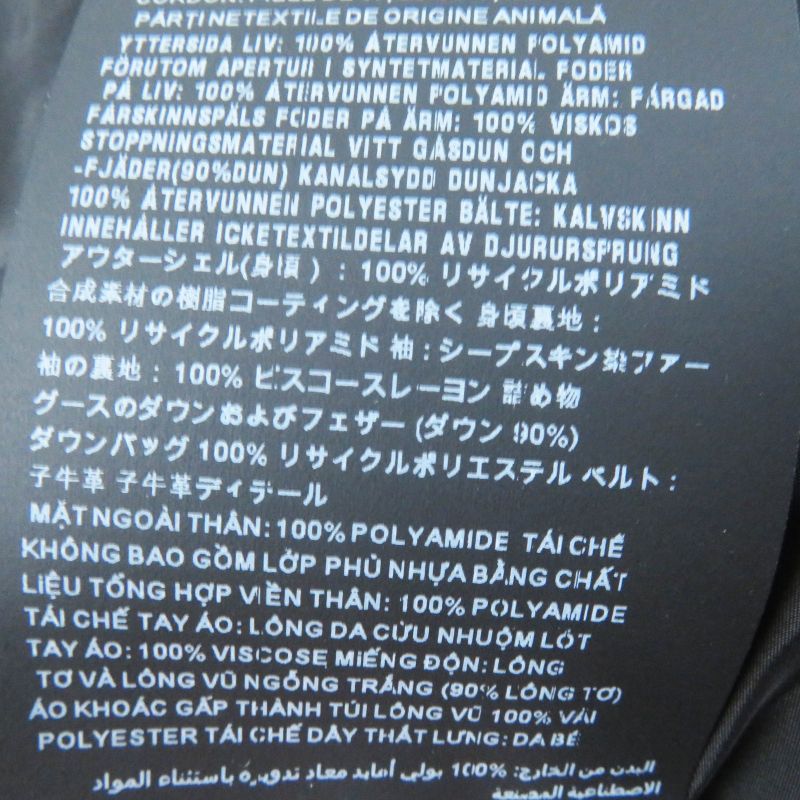 PĂRȚI NETEXTILE DE ORIGINE ANIMALĂ
YTTERSIDA LIV: 100% ÅTERVUNNEN POLYAMID
FÖRUTOM APERTUR I SYNTETMATERIAL FODER
PÅ LIV: 100% ÅTERVUNNEN POLYAMID ÄRM: FÄRGAD
FÅRSKINNSPÄLS FODER PÅ ÄRM: 100% VISKOS
STOPPNINGSMATERIAL VITT GÅSDUN OCH
-FJÄDER(90%DUN) KANALSYDD DUNJACKA
100% ÅTERVUNNEN POLYESTER BÄLTE: KALVSKINN
INNEHÅLLER ICKETEXTILDELAR AV DJURURSPRUNG
アウターシェル(身頃) : 100% リサイクルポリアミド
合成素材の樹脂コーティングを除く 身頃裏地 :
100% リサイクルポリアミド 袖 : シープスキン染ファー
袖の裏地 : 100% ビスコースレーヨン 詰め物
グースのダウンおよびフェザー (ダウン 90%)
ダウンバッグ 100% リサイクルポリエステル ベルト :
子牛革 子牛革ディテール
MẶT NGOÀI THÂN: 100% POLYAMIDE TÁI CHẾ
KHÔNG BAO GỒM LỚP PHỦ NHỰA BẰNG CHẤT
LIỆU TỔNG HỢP VIỀN THÂN: 100% POLYAMIDE
TÁI CHẾ TAY ÁO: LÔNG DA CỪU NHUỘM LÓT
TAY ÁO: 100% VISCOSE MIẾNG ĐỘN: LÔNG
TƠ VÀ LÔNG VŨ NGỖNG TRẮNG (90% LÔNG TƠ)
ÁO KHOÁC GẤP THÀNH TÚI LÔNG VŨ 100% VẢI
POLYESTER TÁI CHẾ DÂY THẮT LƯNG: DA BÊ
البدن من الخارج: 100% بولي أمايد معاد تدويره باستثناء المواد
الاصطناعية المصنعة